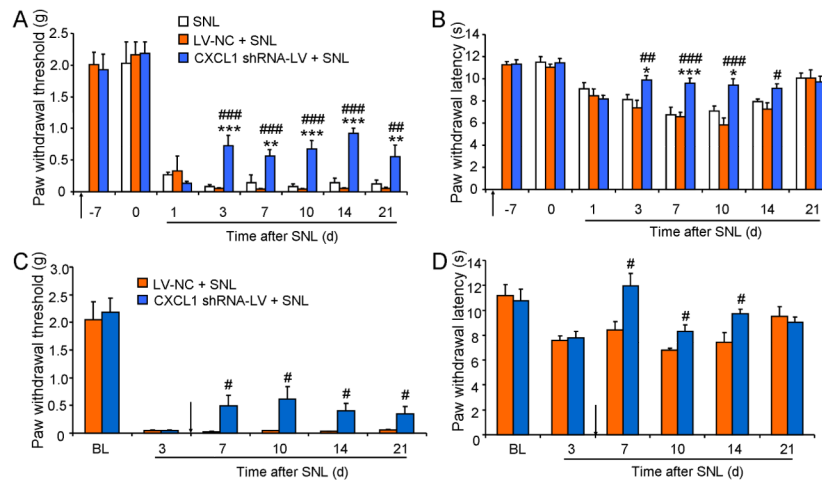 A
Paw withdrawal threshold (g)
SNL
LV-NC + SNL
CXCL1 shRNA-LV + SNL
2.5
2.0
1.5
1.0
0.5
0
###
***
###
**
###
***
###
***
##
**
-7 0 1 3 7 10 14 21
Time after SNL (d)
B
Paw withdrawal latency (s)
14
12
10
8
6
4
2
0
##
*
###
***
###
*
#
-7 0 1 3 7 10 14 21
Time after SNL (d)
C
Paw withdrawal threshold (g)
LV-NC + SNL
CXCL1 shRNA-LV + SNL
3.0
2.5
2.0
1.5
1.0
0.5
0
# # # #
BL 3 7 10 14 21
Time after SNL (d)
D
Paw withdrawal latency (s)
14
12
10
8
6
4
2
0
# # #
BL 3 7 10 14 21
Time after SNL (d)